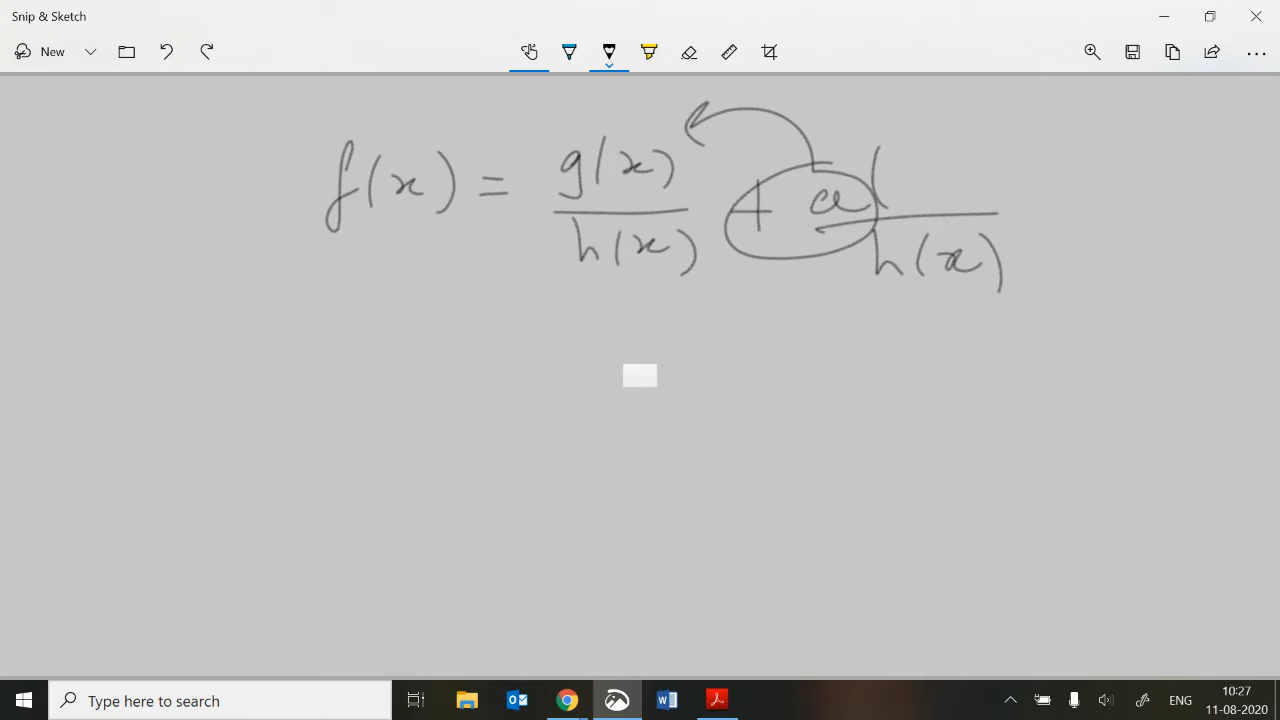 Snip & Sketch
New
f(x) = g(x)/h(x) + a(/h(x)
Type here to search
ENG
10:27
11-08-2020